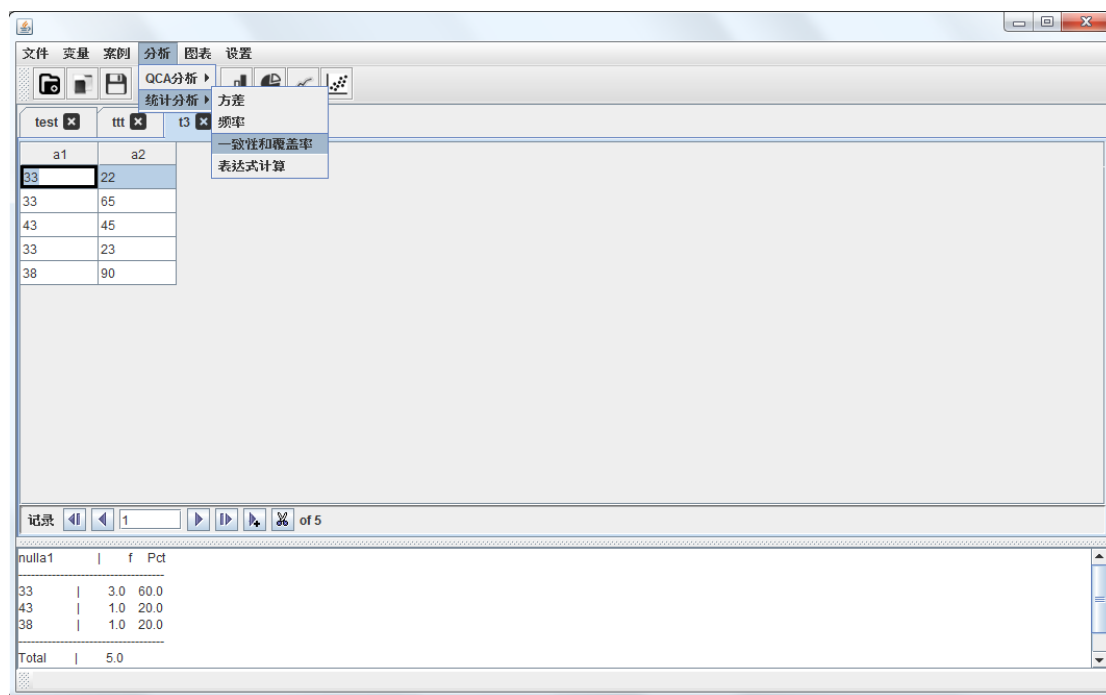 文件 变量 案例 分析 图表 设置
QCA分析
统计分析
方差
频率
一致性和覆盖率
表达式计算
test ttt t3
a1 a2
33 22
33 65
43 45
33 23
38 90
记录 1 of 5
nulla1 | f Pct
33 | 3.0 60.0
43 | 1.0 20.0
38 | 1.0 20.0
Total | 5.0